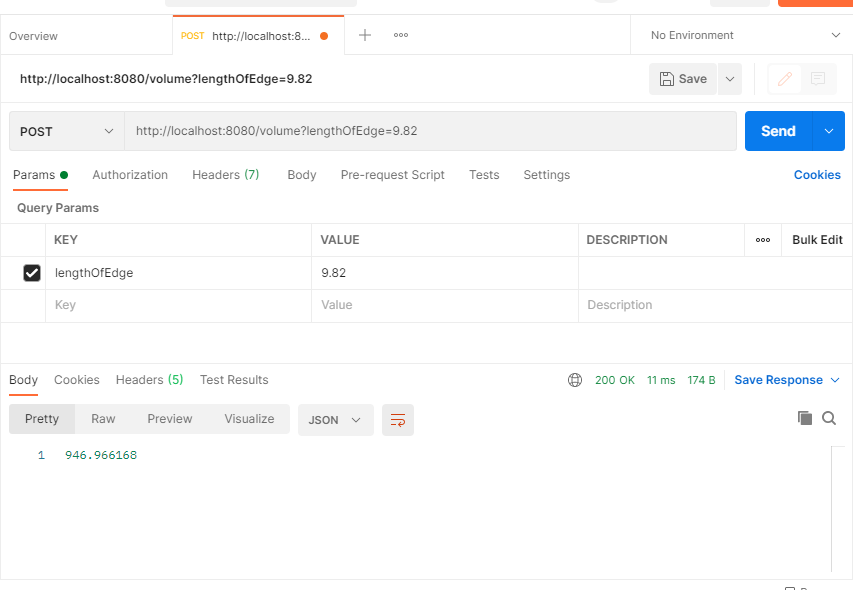 Overview POST http://localhost:8... No Environment
http://localhost:8080/volume?lengthOfEdge=9.82 Save
POST http://localhost:8080/volume?lengthOfEdge=9.82 Send
Params Authorization Headers (7) Body Pre-request Script Tests Settings Cookies
Query Params
KEY VALUE DESCRIPTION Bulk Edit
lengthOfEdge 9.82
Key Value Description
Body Cookies Headers (5) Test Results 200 OK 11 ms 174 B Save Response
Pretty Raw Preview Visualize JSON
1 946.966168